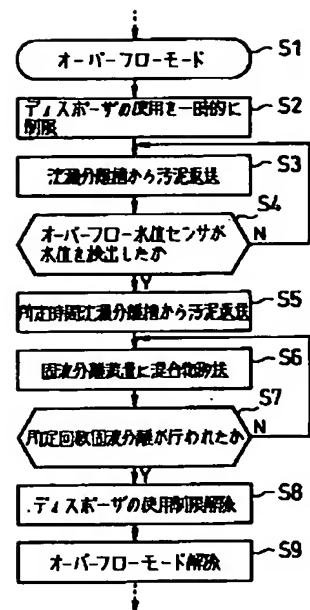 オーバーフローモード
S1
ディスポーザの使用を一時的に
制限
S2
沈澱分離槽から汚泥返送
S3
オーバーフロー水位センサが
水位を検出したか
S4
N
Y
所定時間沈澱分離槽から汚泥返送
S5
固液分離装置に混合物移送
S6
所定回数固液分離が行われたか
S7
N
Y
ディスポーザの使用制限解除
S8
オーバーフローモード解除
S9